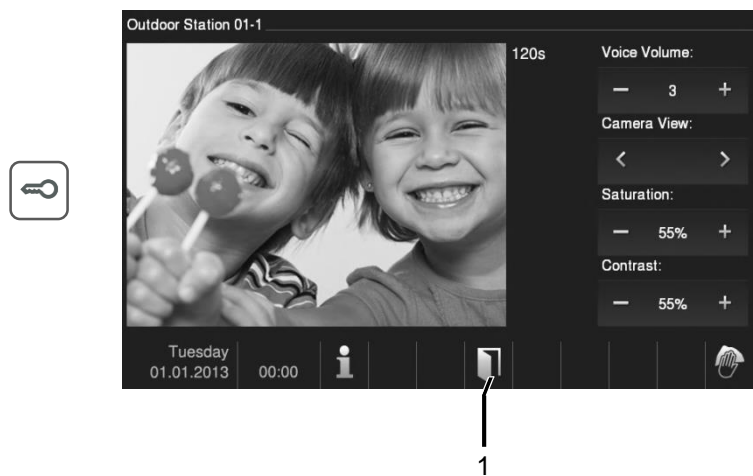 Outdoor Station 01-1
120s
Voice Volume:
− 3 +
Camera View:
< >
Saturation:
− 55% +
Contrast:
− 55% +
Tuesday
01.01.2013 00:00
1